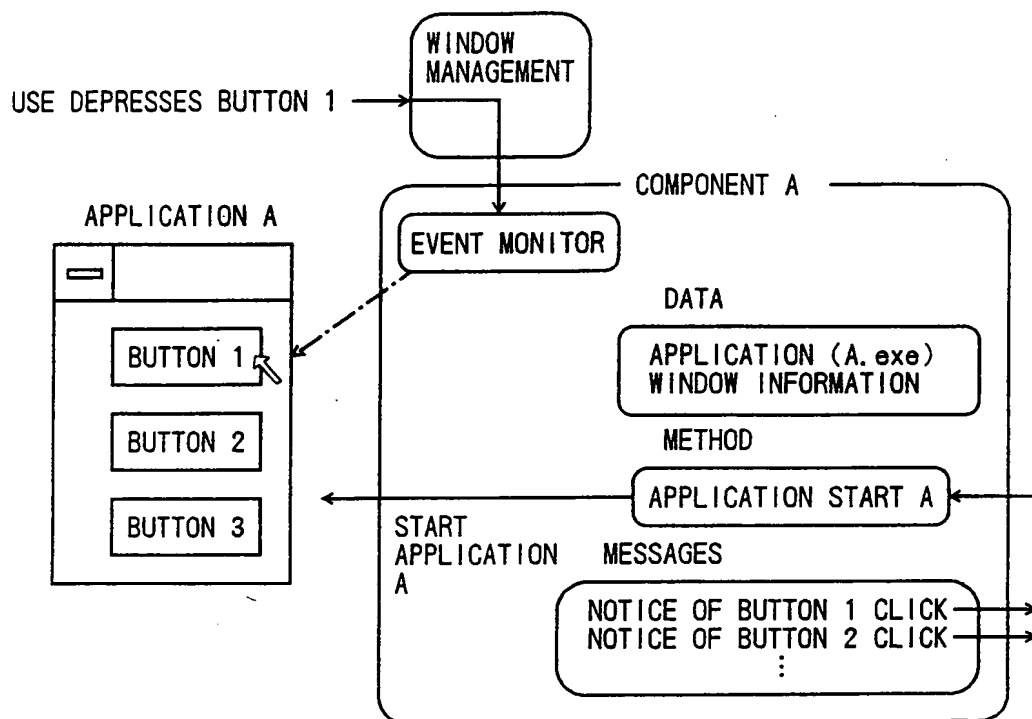 WINDOW
MANAGEMENT
USE DEPRESSES BUTTON 1
COMPONENT A
APPLICATION A
EVENT MONITOR
DATA
BUTTON 1
APPLICATION (A.exe)
WINDOW INFORMATION
BUTTON 2
METHOD
APPLICATION START A
BUTTON 3
START
APPLICATION
A
MESSAGES
NOTICE OF BUTTON 1 CLICK
NOTICE OF BUTTON 2 CLICK
⋮